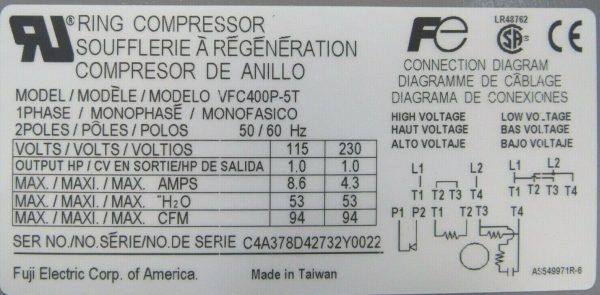 RU ® RING COMPRESSOR
SOUFFLERIE À RÉGÉNÉRATION
COMPRESOR DE ANILLO
MODEL/MODÈLE/MODELO VFC400P-5T
1PHASE / MONOPHASÉ / MONOFASICO
2POLES / PÔLES / POLOS 50/60 Hz
VOLTS / VOLTS / VOLTIOS 115 230
OUTPUT HP / CV EN SORTIE/HP DE SALIDA 1.0 1.0
MAX. / MAXI. / MAX. AMPS 8.6 4.3
MAX. / MAXI. / MAX. "H2O 53 53
MAX. / MAXI. / MAX. CFM 94 94
SER NO./NO.SÉRIE/NO.DE SERIE C4A378D42732Y0022
Fuji Electric Corp. of America. Made in Taiwan
Fe LR48762 SA CE
CONNECTION DIAGRAM
DIAGRAMME DE CÂBLAGE
DIAGRAMA DE CONEXIONES
HIGH VOLTAGE LOW VOLTAGE
HAUT VOLTAGE BAS VOLTAGE
ALTO VOLTAJE BAJO VOLTAJE
L1 L2 L1 L2
T1 T2 T3 T4 T1 T3 T2 T4
P1 P2 T2 T3 T4
T1
A5549971R-6